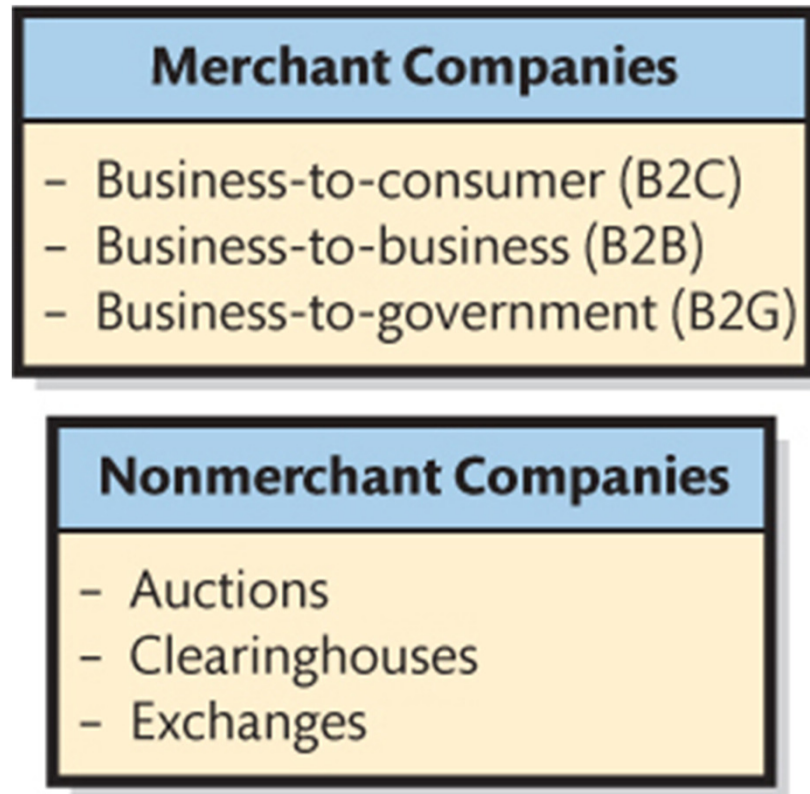 Merchant Companies
– Business-to-consumer (B2C)
– Business-to-business (B2B)
– Business-to-government (B2G)
Nonmerchant Companies
– Auctions
– Clearinghouses
– Exchanges